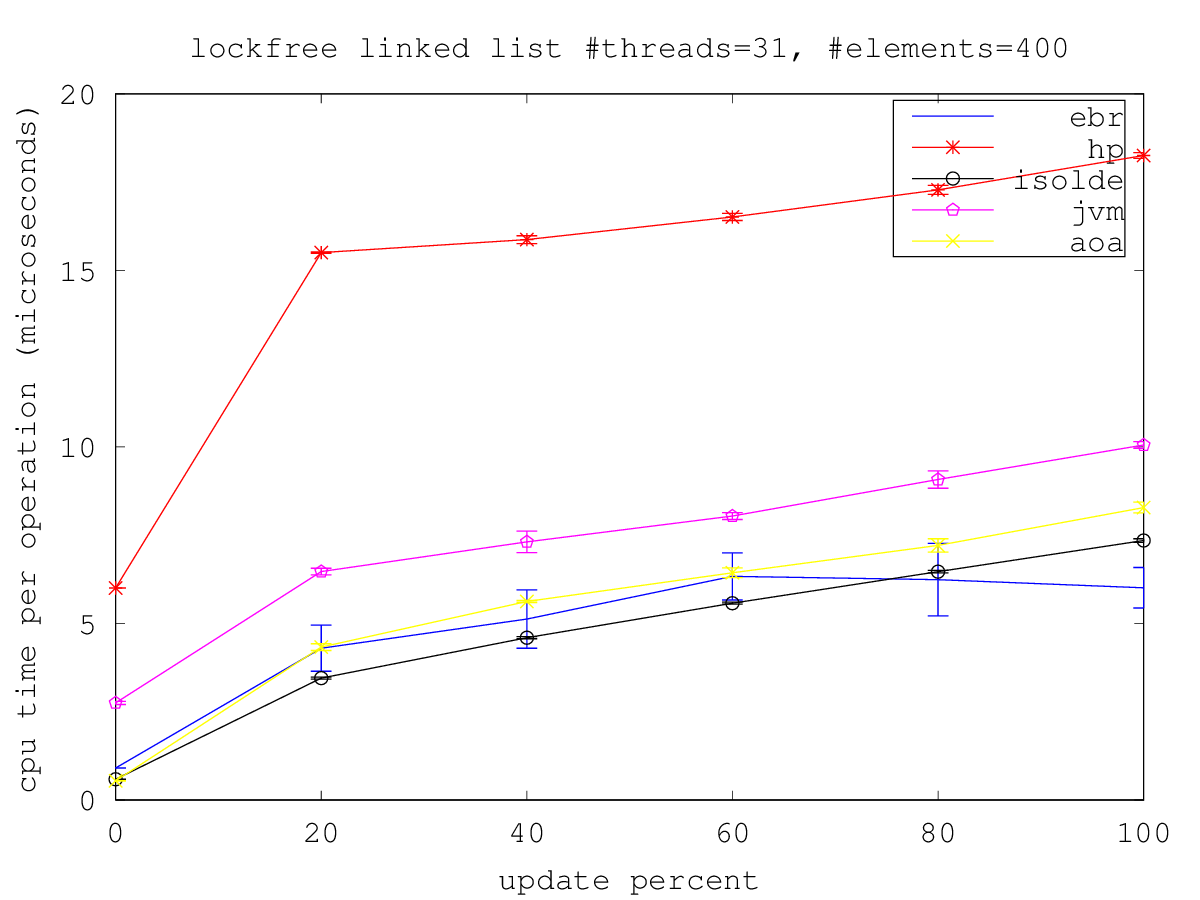 lockfree linked list #threads=31, #elements=400
cpu time per operation (microseconds)
20
15
10
5
0
ebr
hp
isolde
jvm
aoa
0 20 40 60 80 100
update percent